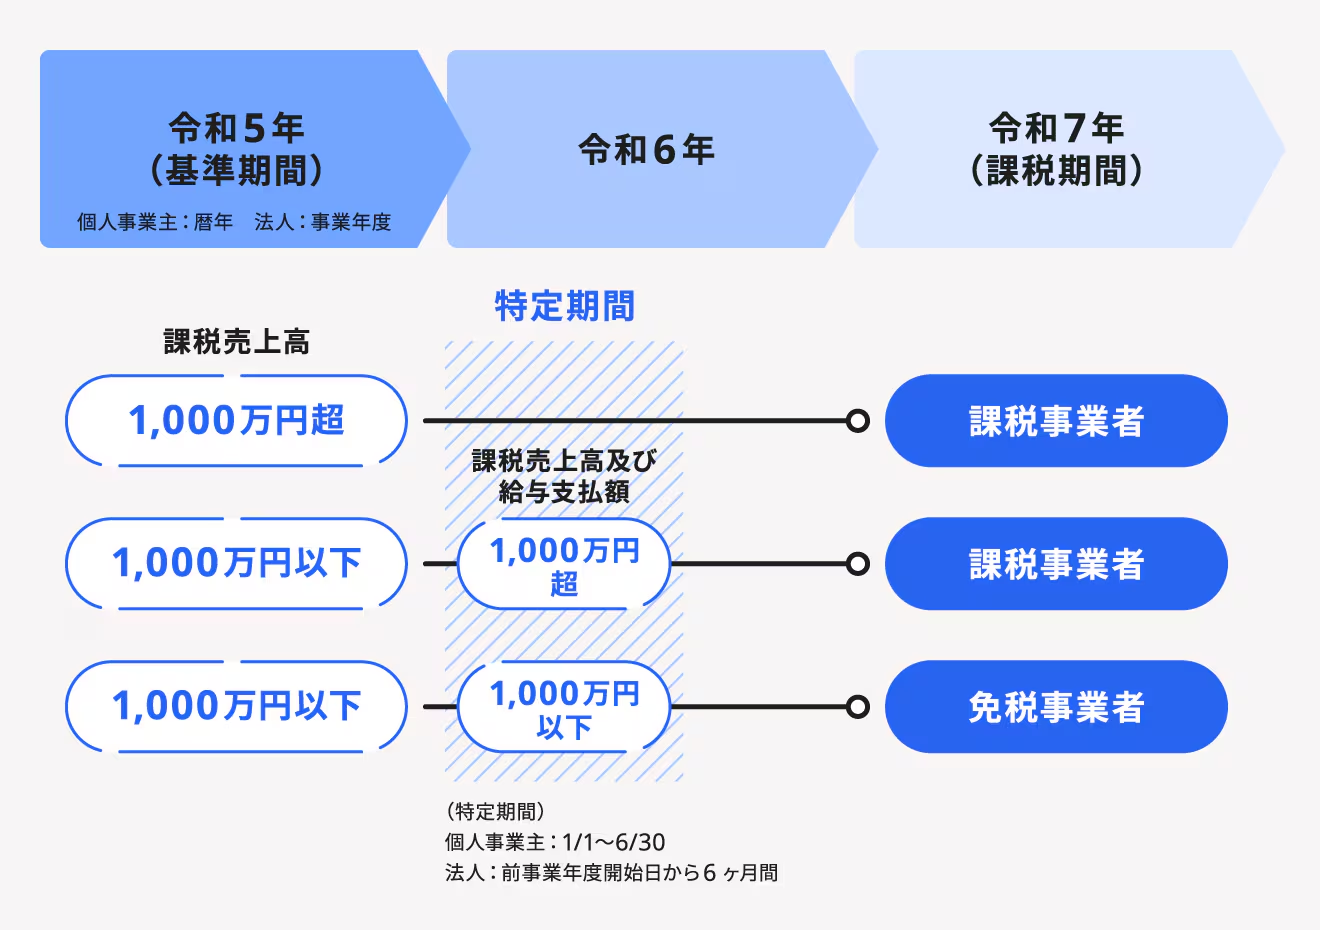 令和5年
（基準期間）
個人事業主：暦年　法人：事業年度
令和6年
令和7年
（課税期間）
特定期間
課税売上高
1,000万円超
課税事業者
課税売上高及び
給与支払額
1,000万円以下
1,000万円
超
課税事業者
1,000万円以下
1,000万円
以下
免税事業者
（特定期間）
個人事業主：1/1〜6/30
法人：前事業年度開始日から6ヶ月間